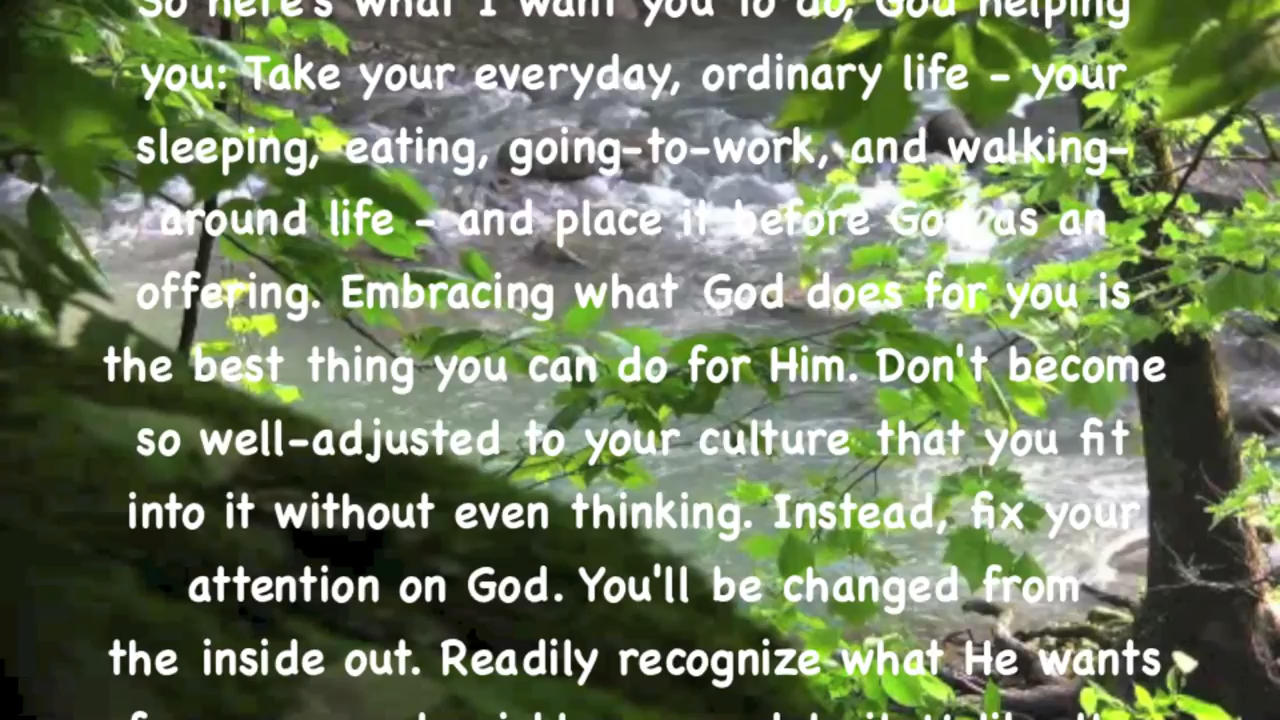 So here's what I want you to do, God helping
you: Take your everyday, ordinary life - your
sleeping, eating, going-to-work, and walking-
around life - and place it before God as an
offering. Embracing what God does for you is
the best thing you can do for Him. Don't become
so well-adjusted to your culture that you fit
into it without even thinking. Instead, fix your
attention on God. You'll be changed from
the inside out. Readily recognize what He wants